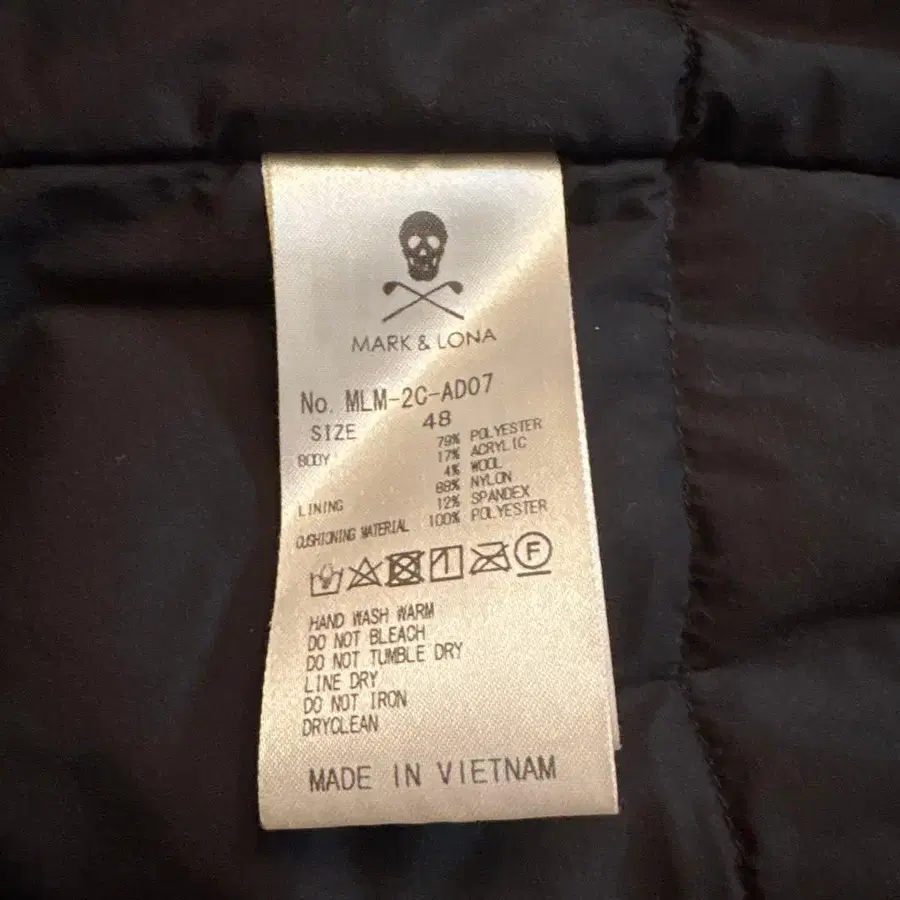 MARK & LONA
No. MLM-2C-AD07
SIZE 48
BODY 79% POLYESTER
17% ACRYLIC
4% WOOL
LINING 88% NYLON
12% SPANDEX
CUSHIONING MATERIAL 100% POLYESTER
F
HAND WASH WARM
DO NOT BLEACH
DO NOT TUMBLE DRY
LINE DRY
DO NOT IRON
DRYCLEAN
MADE IN VIETNAM